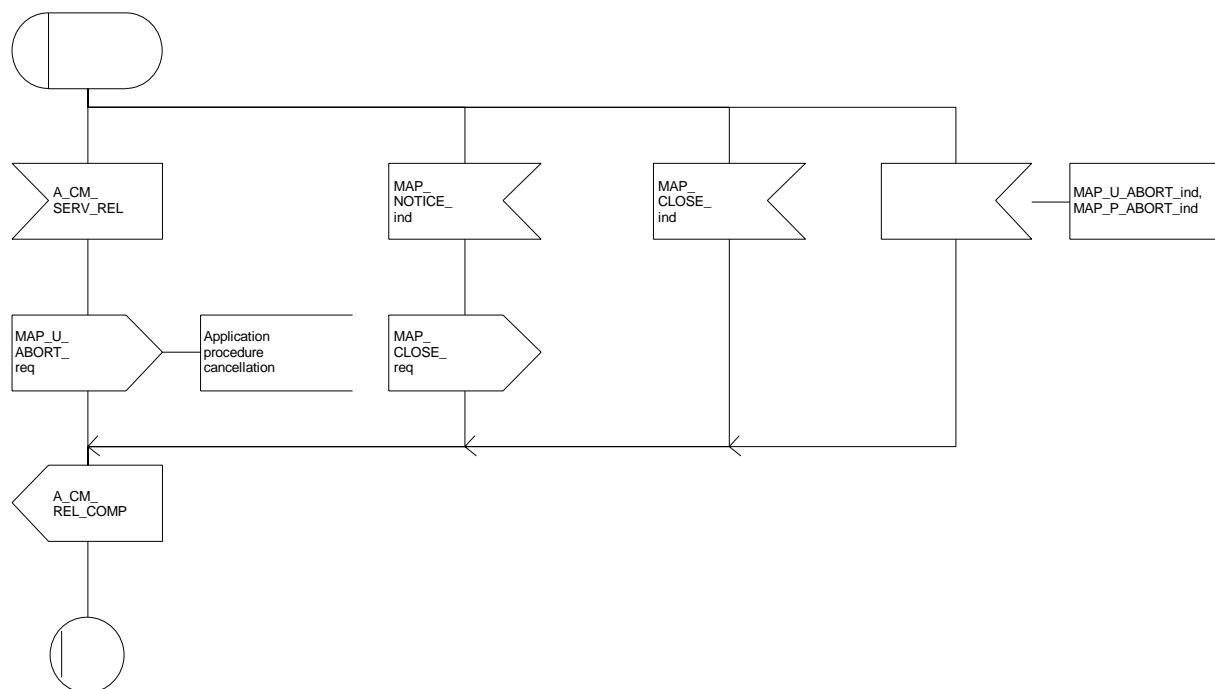 A_CM_
SERV_REL
MAP_
NOTICE_
ind
MAP_
CLOSE_
ind
MAP_U_ABORT_ind,
MAP_P_ABORT_ind
MAP_U_
ABORT_
req
Application
procedure
cancellation
MAP_
CLOSE_
req
A_CM_
REL_COMP